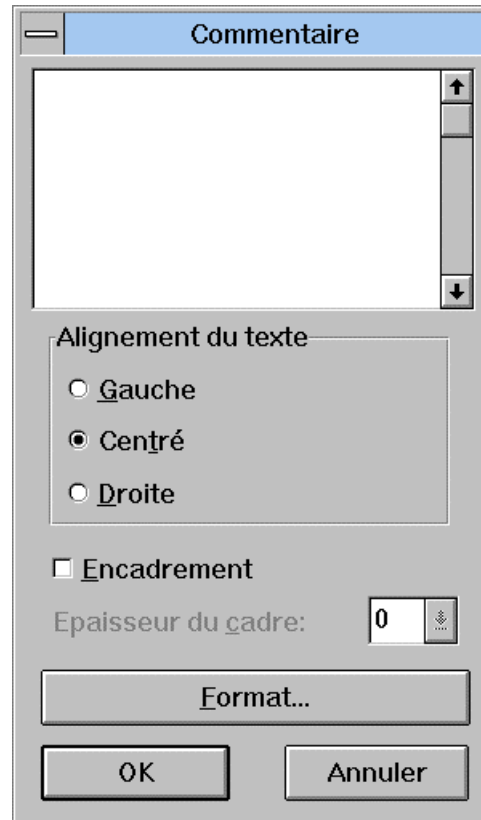 Commentaire
Alignement du texte
Gauche
Centré
Droite
Encadrement
Epaisseur du cadre: 0
Format...
OK Annuler